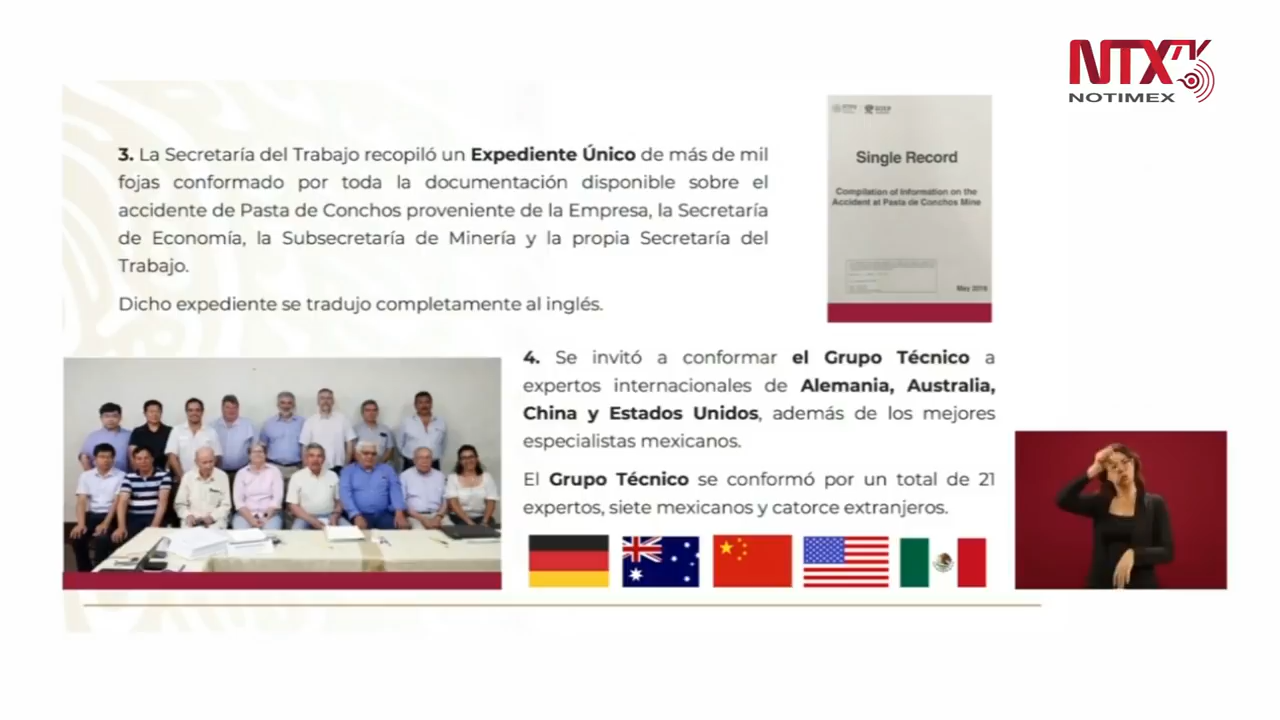 NTX TV
NOTIMEX
3. La Secretaría del Trabajo recopiló un Expediente Único de más de mil
fojas conformado por toda la documentación disponible sobre el
accidente de Pasta de Conchos proveniente de la Empresa, la Secretaría
de Economía, la Subsecretaría de Minería y la propia Secretaría del
Trabajo.
Dicho expediente se tradujo completamente al inglés.
Single Record
Compilation of Information on the
Accident at Pasta de Conchos Mine
4. Se invitó a conformar el Grupo Técnico a
expertos internacionales de Alemania, Australia,
China y Estados Unidos, además de los mejores
especialistas mexicanos.
El Grupo Técnico se conformó por un total de 21
expertos, siete mexicanos y catorce extranjeros.